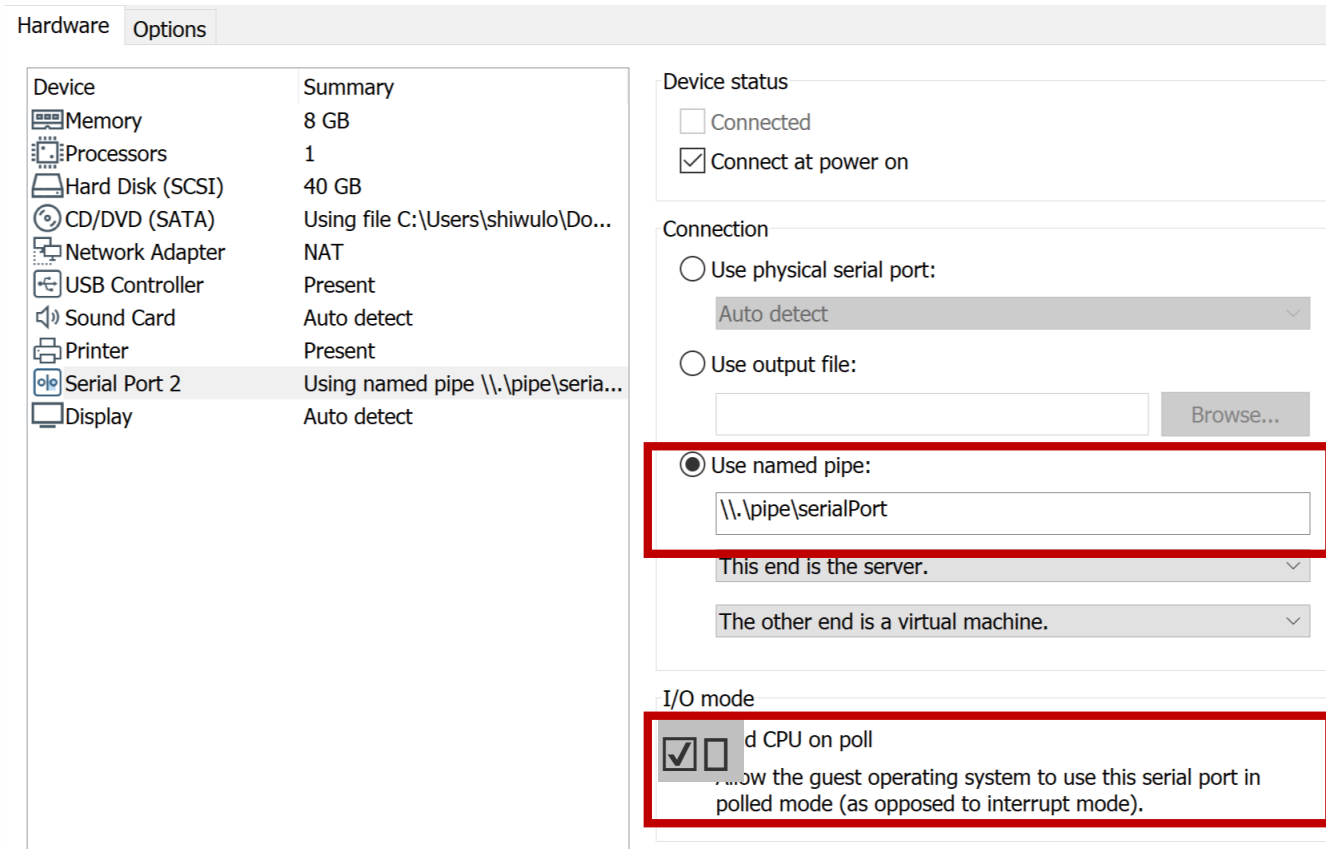 Hardware
Options
Device Summary
Memory 8 GB
Processors 1
Hard Disk (SCSI) 40 GB
CD/DVD (SATA) Using file C:\Users\shiwulo\Do...
Network Adapter NAT
USB Controller Present
Sound Card Auto detect
Printer Present
Serial Port 2 Using named pipe \\.\pipe\seria...
Display Auto detect
Device status
Connected
Connect at power on
Connection
Use physical serial port:
Auto detect
Use output file:
Browse...
Use named pipe:
\\.\pipe\serialPort
This end is the server.
The other end is a virtual machine.
I/O mode
d CPU on poll
the guest operating system to use this serial port in
polled mode (as opposed to interrupt mode).